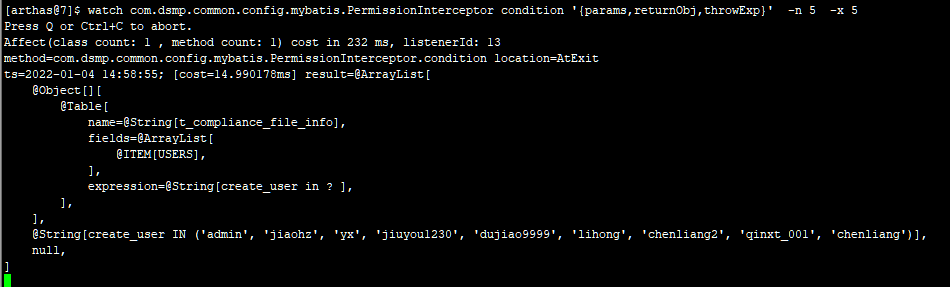 [arthas@7]$ watch com.dsmp.common.config.mybatis.PermissionInterceptor condition '{params,returnObj,throwExp}'  -n 5  -x 5
Press Q or Ctrl+C to abort.
Affect(class count: 1 , method count: 1) cost in 232 ms, listenerId: 13
method=com.dsmp.common.config.mybatis.PermissionInterceptor.condition location=AtExit
ts=2022-01-04 14:58:55; [cost=14.990178ms] result=@ArrayList[
    @Object[][
        @Table[
            name=@String[t_compliance_file_info],
            fields=@ArrayList[
                @ITEM[USERS],
            ],
            expression=@String[create_user in ? ],
        ],
    ],
    @String[create_user IN ('admin', 'jiaohz', 'yx', 'jiuyou1230', 'dujiao9999', 'lihong', 'chenliang2', 'qinxt_001', 'chenliang')],
    null,
]